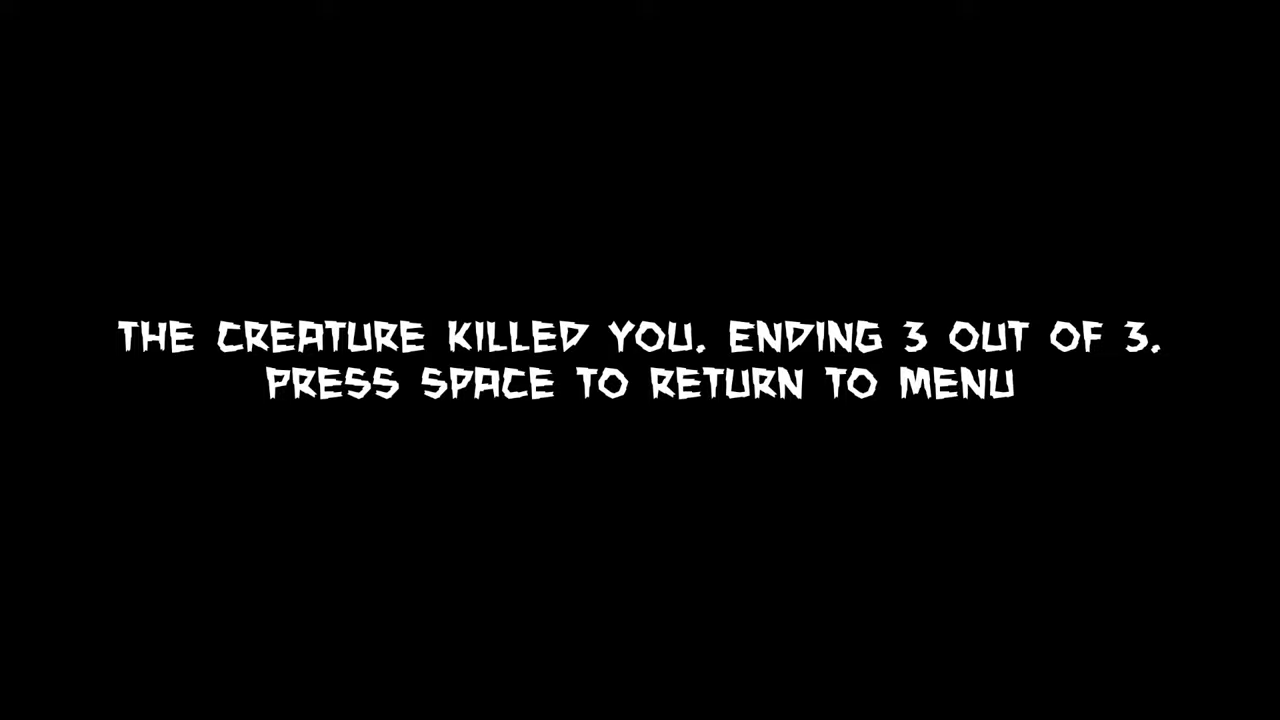 THE CREATURE KILLED YOU. ENDING 3 OUT OF 3.
PRESS SPACE TO RETURN TO MENU